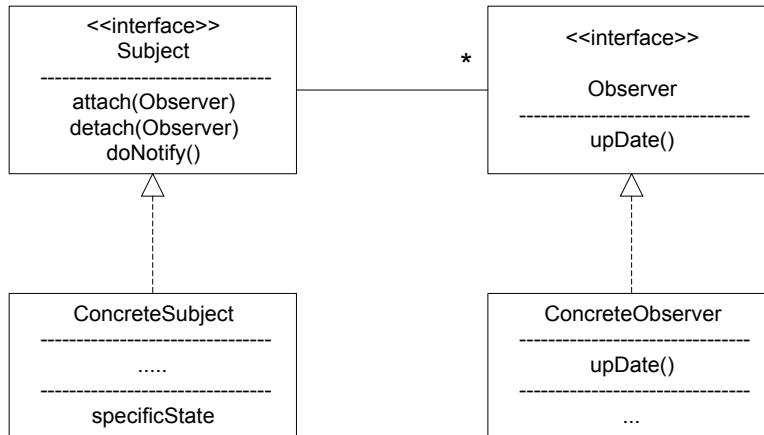 <<interface>>
Subject
--------------------------------
attach(Observer)
detach(Observer)
doNotify()
*
<<interface>>
Observer
--------------------------------
upDate()
ConcreteSubject
--------------------------------
.....
--------------------------------
specificState
ConcreteObserver
--------------------------------
upDate()
--------------------------------
...